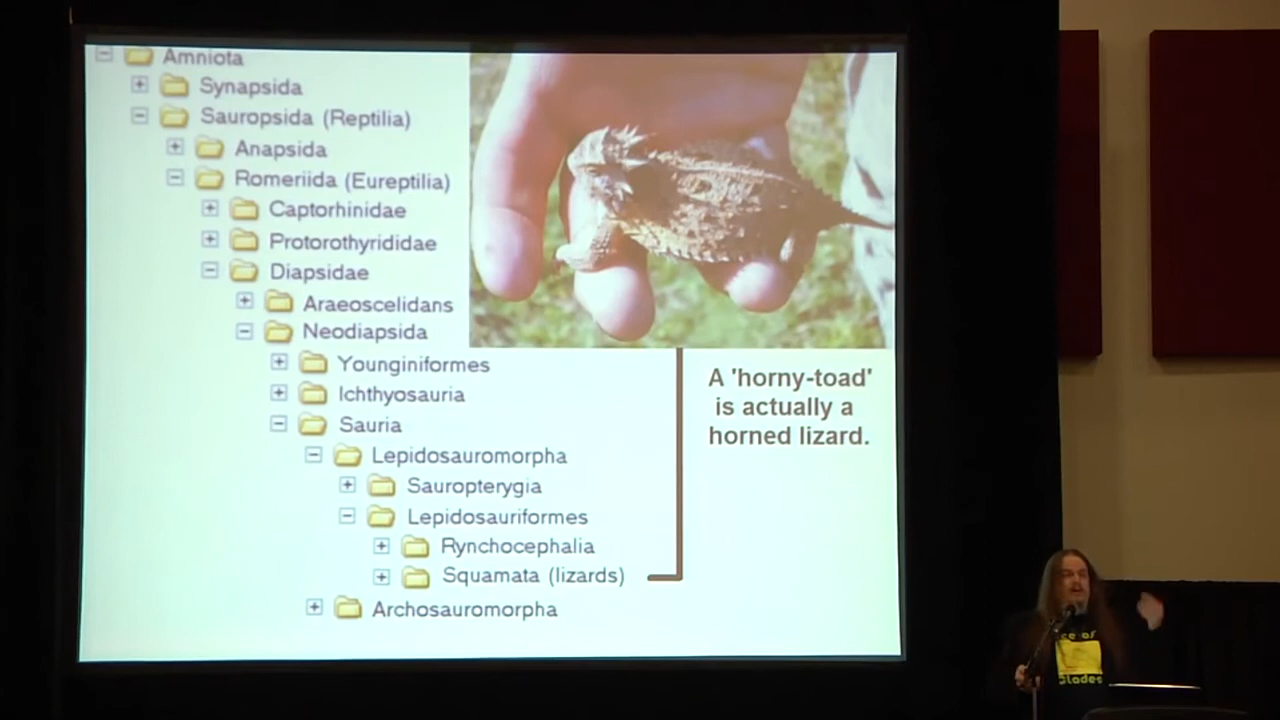 Amniota
Synapsida
Sauropsida (Reptilia)
Anapsida
Romeriida (Eureptilia)
Captorhinidae
Protorothyrididae
Diapsidae
Araeoscelidans
Neodiapsida
Younginiformes
Ichthyosauria
Sauria
Lepidosauromorpha
Sauropterygia
Lepidosauriformes
Rynchocephalia
Squamata (lizards)
Archosauromorpha
A 'horny-toad'
is actually a
horned lizard.